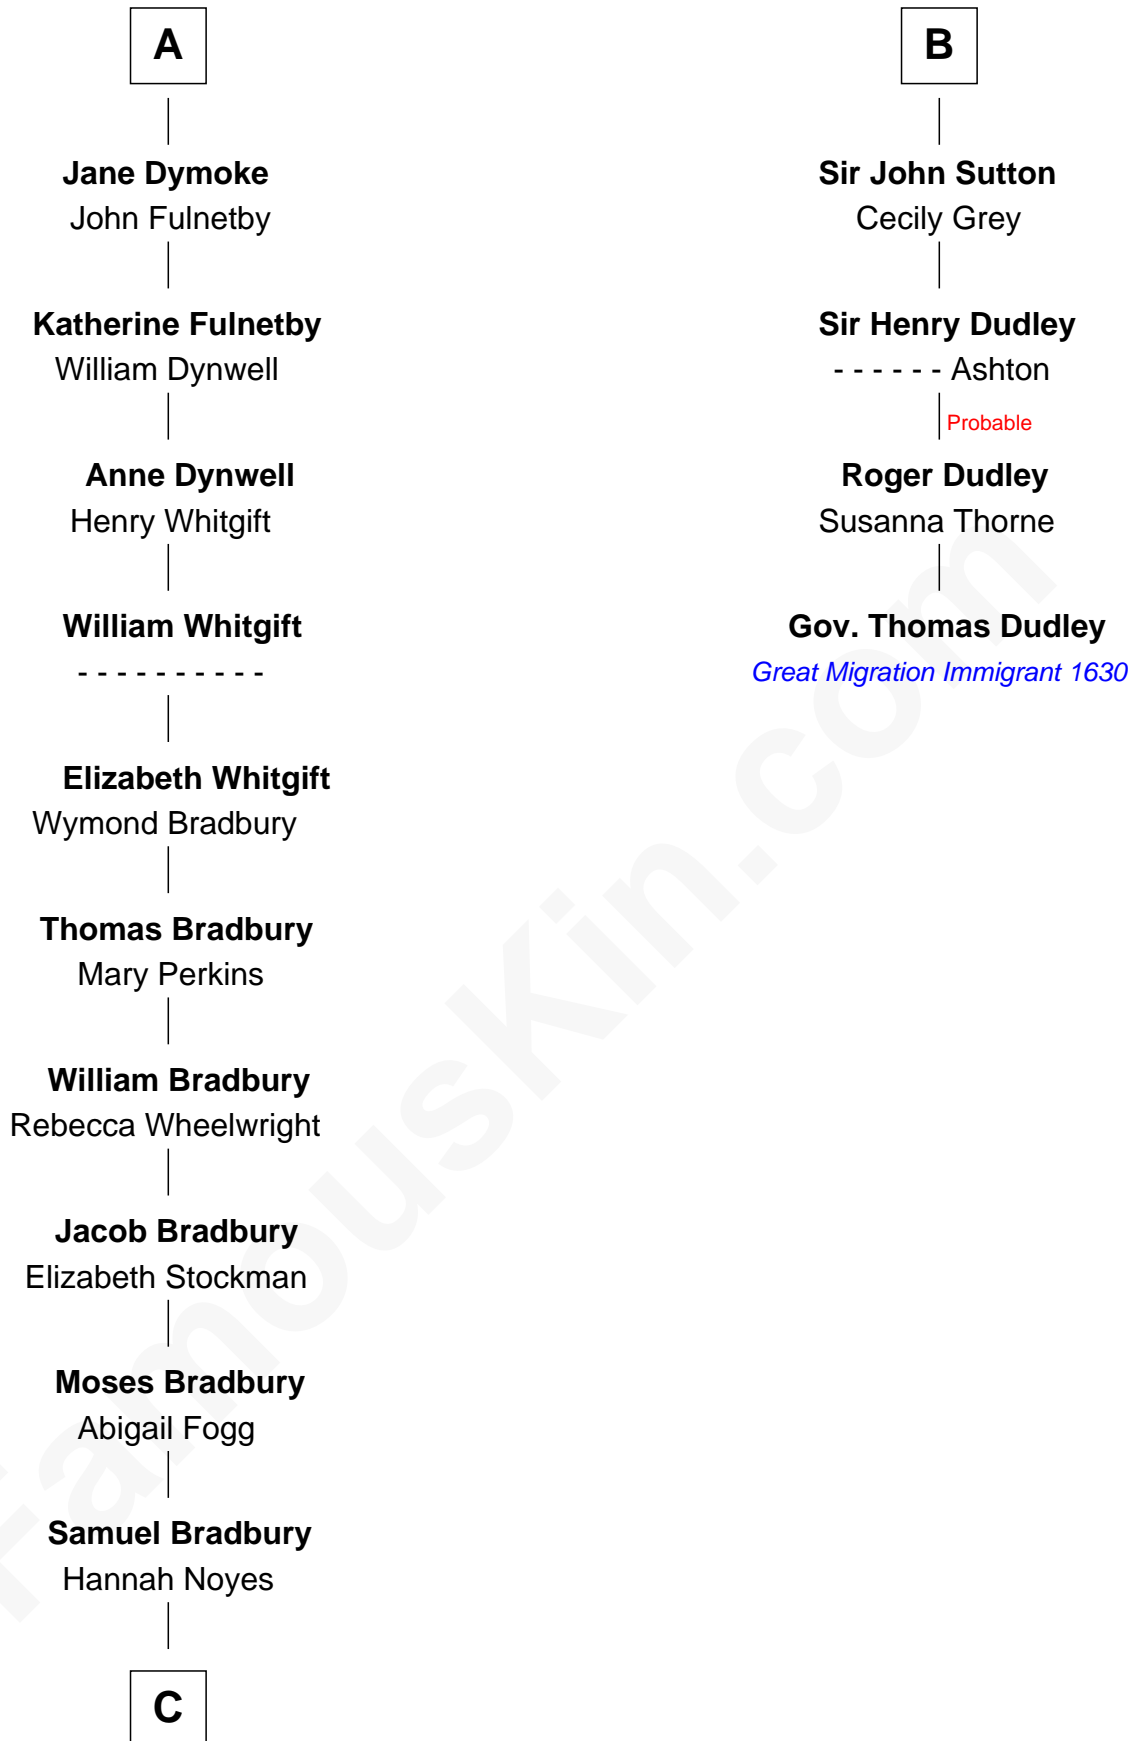 A
Jane Dymoke
John Fulnetby
Katherine Fulnetby
William Dynwell
Anne Dynwell
Henry Whitgift
William Whitgift
- - - - - - - - - -
Elizabeth Whitgift
Wymond Bradbury
Thomas Bradbury
Mary Perkins
William Bradbury
Rebecca Wheelwright
Jacob Bradbury
Elizabeth Stockman
Moses Bradbury
Abigail Fogg
Samuel Bradbury
Hannah Noyes
C
B
Sir John Sutton
Cecily Grey
Sir Henry Dudley
- - - - - - Ashton
Probable
Roger Dudley
Susanna Thorne
Gov. Thomas Dudley
Great Migration Immigrant 1630
FamousKin.com